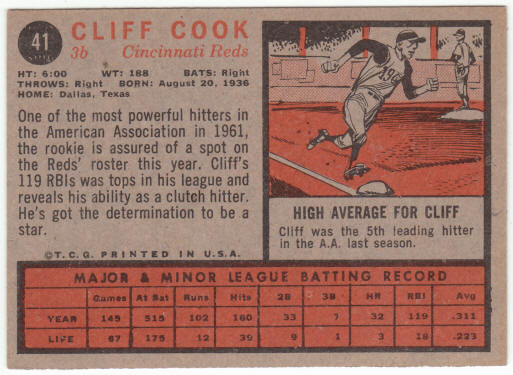 41
CLIFF COOK
3b Cincinnati Reds
HT: 6:00 WT: 188 BATS: Right
THROWS: Right BORN: August 20, 1936
HOME: Dallas, Texas
One of the most powerful hitters in
the American Association in 1961,
the rookie is assured of a spot on
the Reds' roster this year. Cliff's
119 RBIs was tops in his league and
reveals his ability as a clutch hitter.
He's got the determination to be a
star.
©T.C.G. PRINTED IN U.S.A.
HIGH AVERAGE FOR CLIFF
Cliff was the 5th leading hitter
in the A.A. last season.
MAJOR & MINOR LEAGUE BATTING RECORD
Games At Bat Runs Hits 2B 3B HR RBI Avg
YEAR 145 515 102 160 33 7 32 119 .311
LIFE 67 175 12 39 9 1 3 18 .223